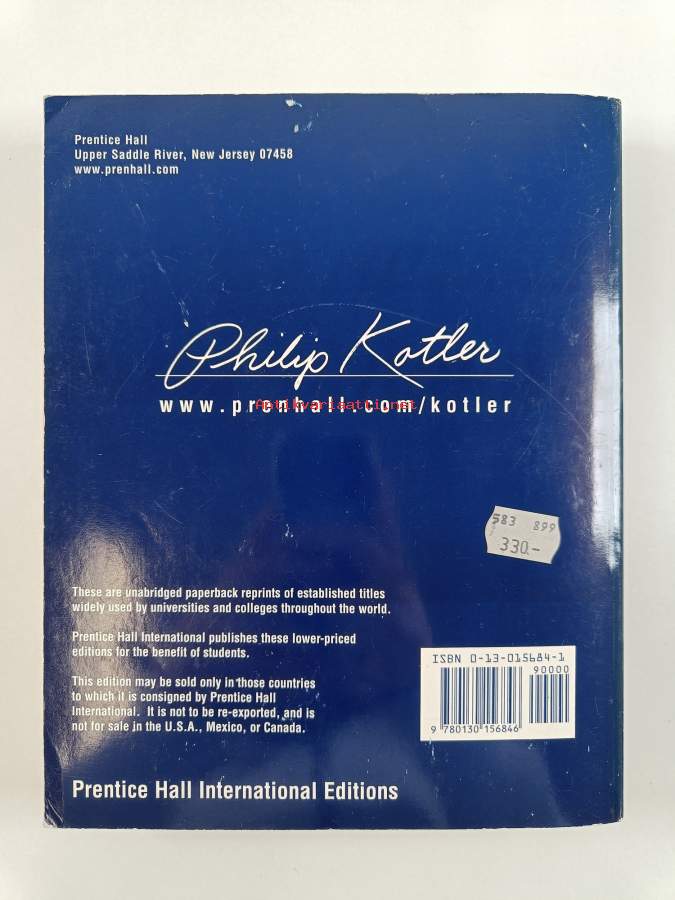 Prentice Hall
Upper Saddle River, New Jersey 07458
www.prenhall.com
Philip Kotler
www.prenhall.com/kotler
Antikvariaatti.net
583 899
330.-
These are unabridged paperback reprints of established titles
widely used by universities and colleges throughout the world.
Prentice Hall International publishes these lower-priced
editions for the benefit of students.
This edition may be sold only in those countries
to which it is consigned by Prentice Hall
International. It is not to be re-exported, and is
not for sale in the U.S.A., Mexico, or Canada.
ISBN 0-13-015684-1
90000
9 780130 156846
Prentice Hall International Editions